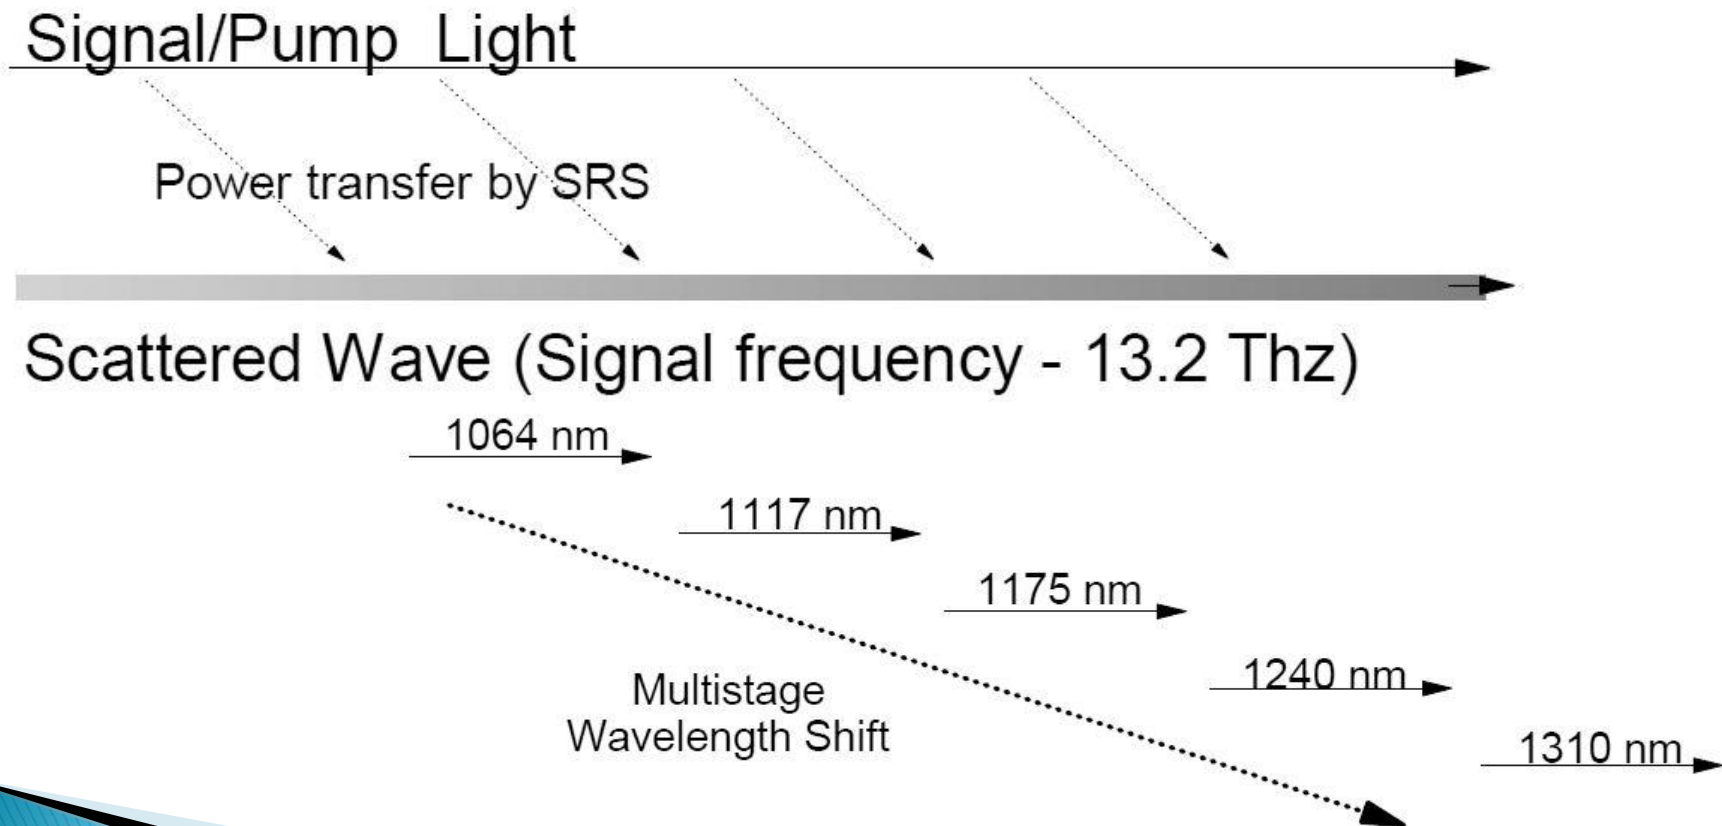 Signal/Pump Light
Power transfer by SRS
Scattered Wave (Signal frequency - 13.2 Thz)
1064 nm
1117 nm
1175 nm
1240 nm
Multistage
Wavelength Shift
1310 nm